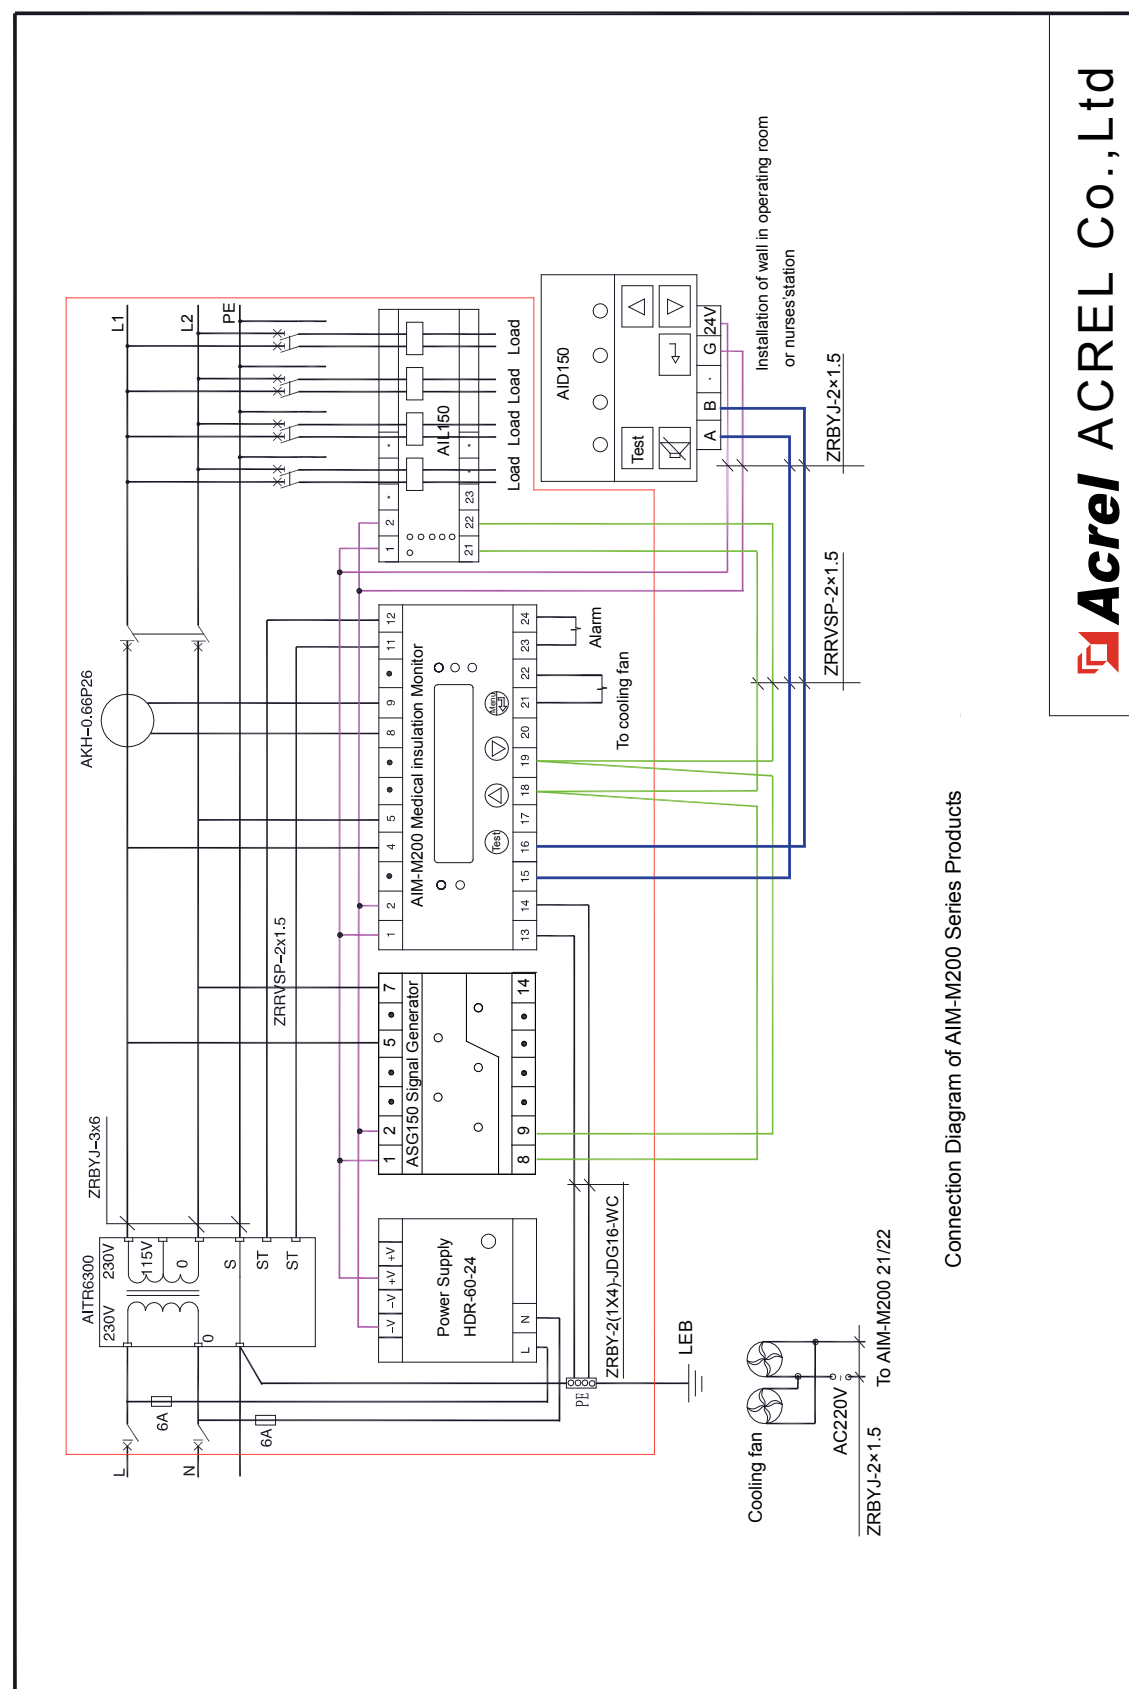 L1
L2
PE
AKH-0.66P26
ZRBYJ-3x6
ZRRVSP-2x1.5
AITR6300
230V
230V
115V
0
0
S
ST
ST
L
N
6A
6A
-V -V +V +V
Power Supply
HDR-60-24
L N
1 2 • • 5 • 7
ASG150 Signal Generator
8 9 • • • • 14
1 2 • 4 5 • • 8 9 • 11 12
AIM-M200 Medical insulation Monitor
Test
Menu
13 14 15 16 17 18 19 20 21 22 23 24
To cooling fan
Alarm
1 2
AIL150
21 22 23
Load Load Load Load
AID150
Test
A B · G 24V
Installation of wall in operating room
or nurses'station
ZRBYJ-2×1.5
ZRRVSP-2×1.5
ZRBY-2(1X4)-JDG16-WC
PE
LEB
Cooling fan
AC220V
~
To AIM-M200 21/22
ZRBYJ-2×1.5
Connection Diagram of AIM-M200 Series Products
Acrel ACREL Co.,Ltd